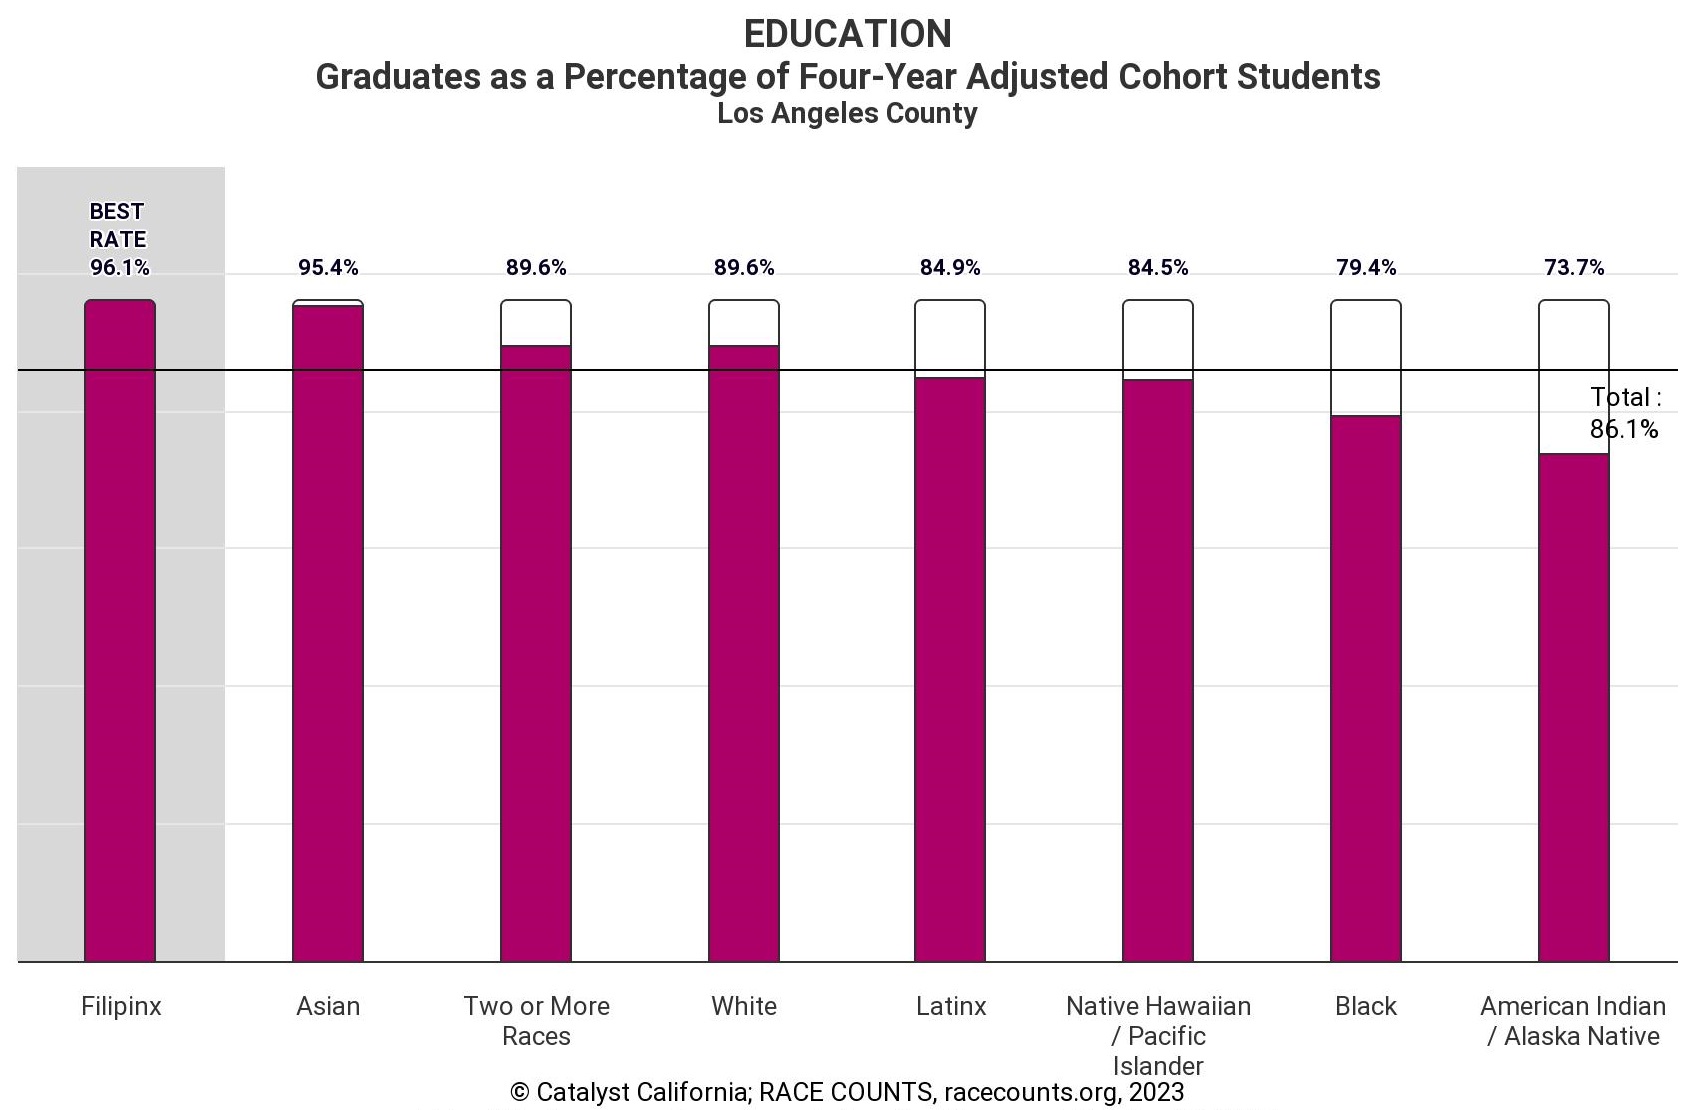 EDUCATION
Graduates as a Percentage of Four-Year Adjusted Cohort Students
Los Angeles County
BEST
RATE
96.1%
95.4%
89.6%
89.6%
84.9%
84.5%
79.4%
73.7%
Total :
86.1%
Filipinx
Asian
Two or More
Races
White
Latinx
Native Hawaiian
/ Pacific
Islander
Black
American Indian
/ Alaska Native
© Catalyst California; RACE COUNTS, racecounts.org, 2023